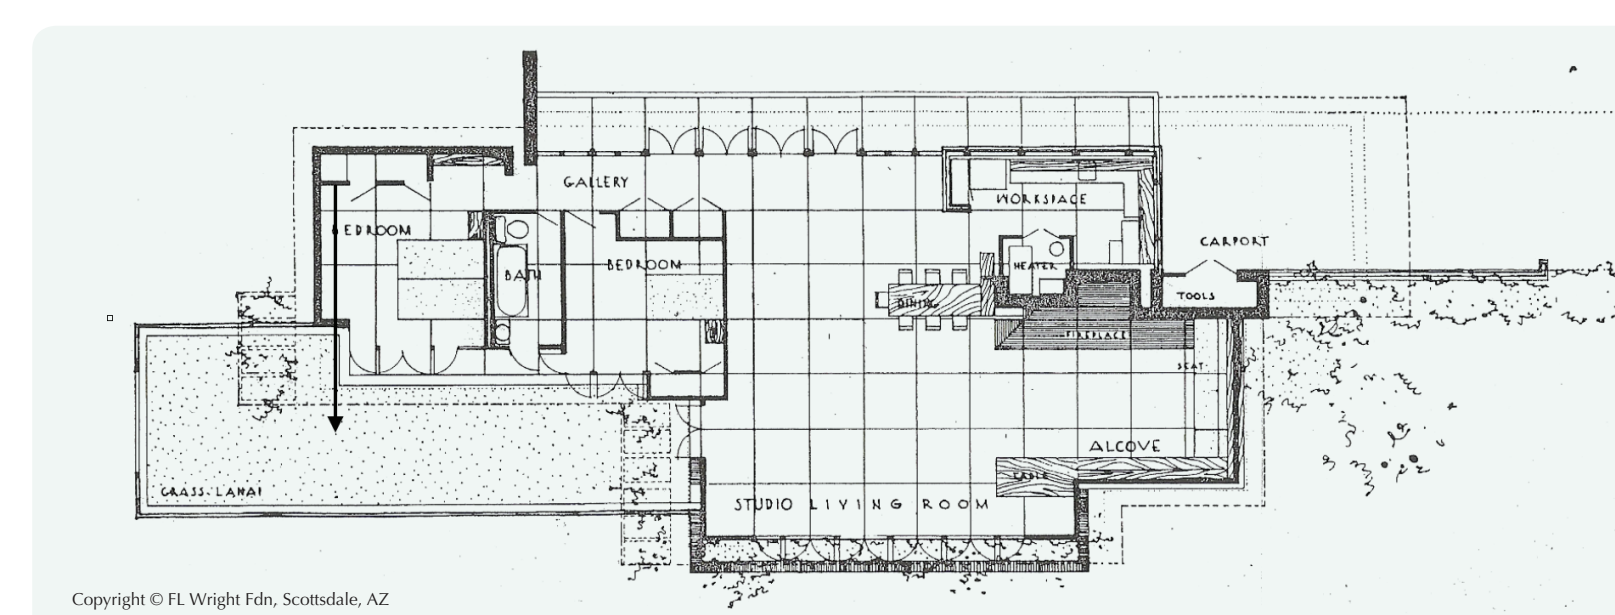 GALLERY
WORKSPACE
BEDROOM
BATH
BEDROOM
HEATER
CARPORT
DINING
TOOLS
FIREPLACE
SEAT
ALCOVE
TABLE
GRASS LANAI
STUDIO LIVING ROOM
Copyright © FL Wright Fdn, Scottsdale, AZ